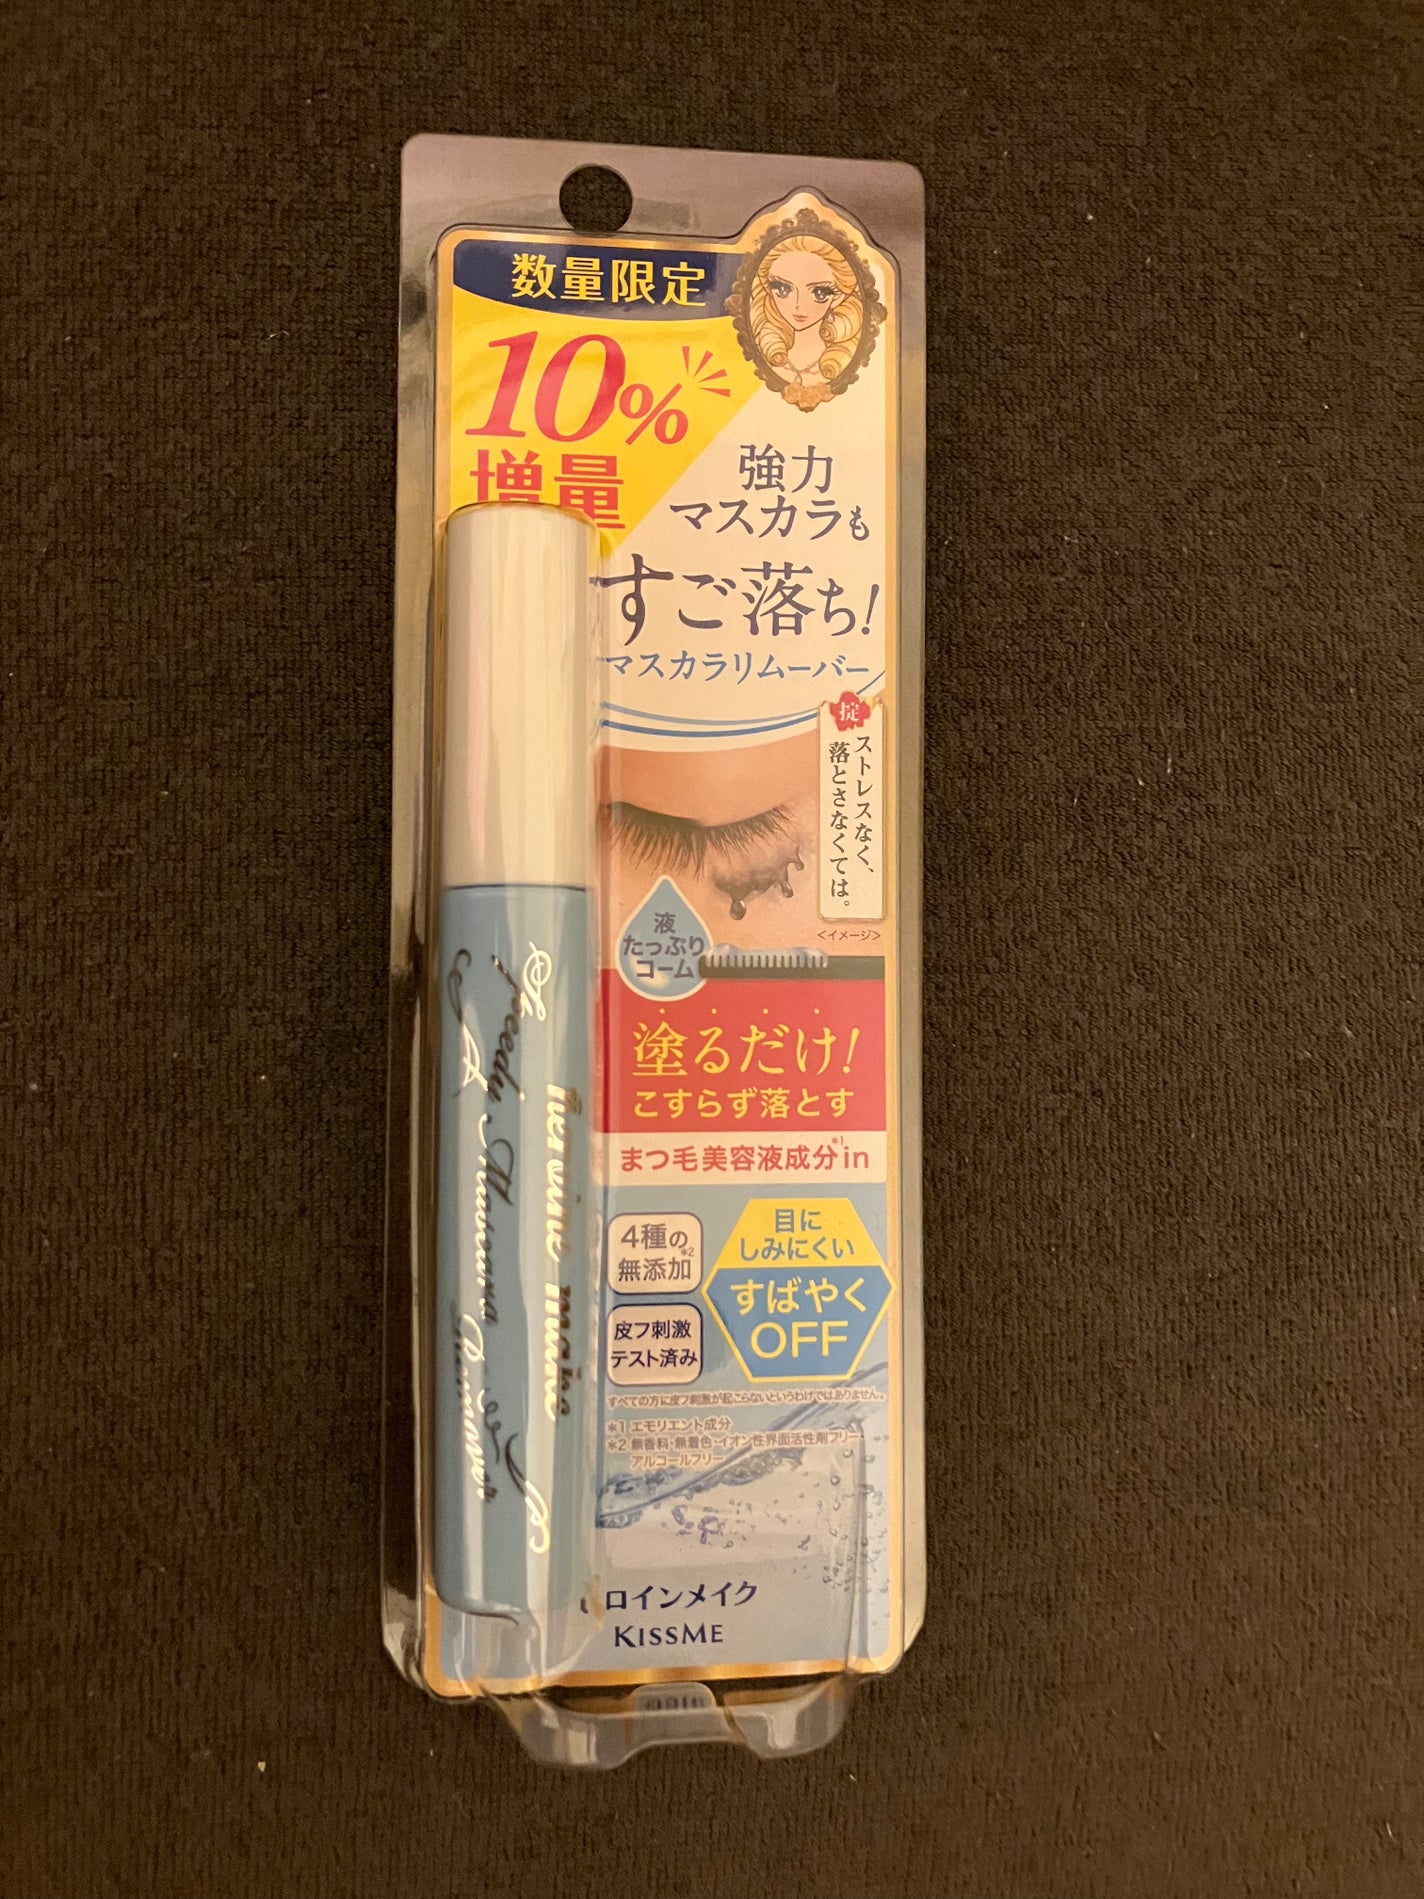 数量限定
10%
増量
強力
マスカラも
すご落ち!
マスカラリムーバー
掟
ストレスなく、
落とさなくては。
<イメージ>
液
たっぷり
コーム
塗るだけ!
こすらず落とす
まつ毛美容液成分*1in
4種の
無添加*2
皮フ刺激
テスト済み
目に
しみにくい
すばやく
OFF
すべての方に皮フ刺激が起こらないというわけではありません。
*1 エモリエント成分
*2 無香料・無着色・イオン性界面活性剤フリー・
アルコールフリー
heroine make
Speedy Mascara Remover
ロインメイク
KISSME